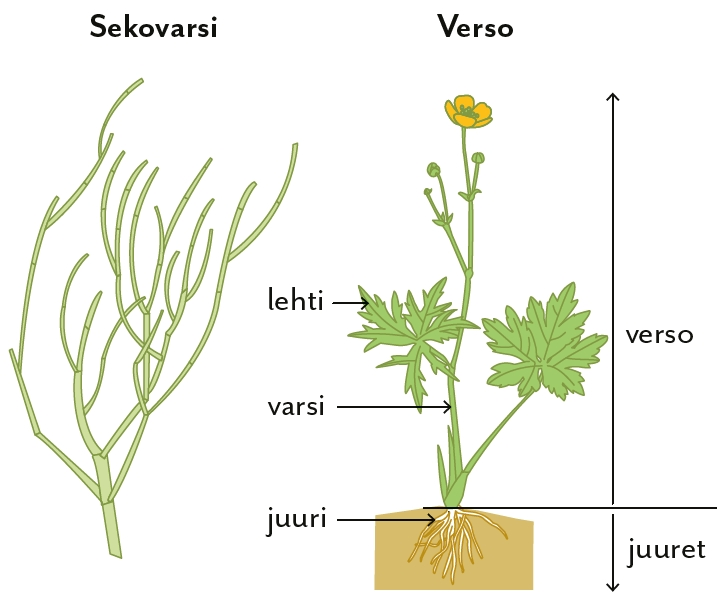 Sekovarsi
Verso
lehti
verso
varsi
juuri
juuret